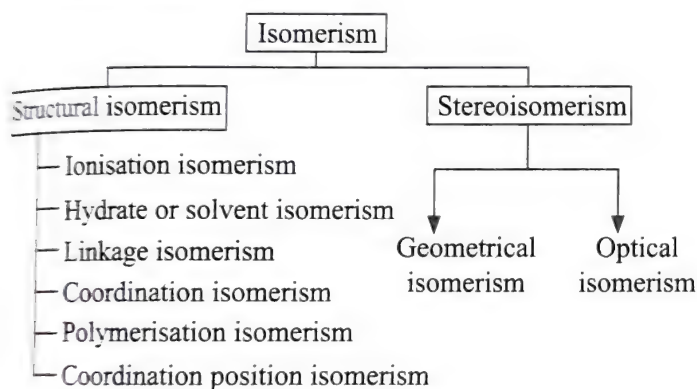 Isomerism
Structural isomerism
Stereoisomerism
Ionisation isomerism
Hydrate or solvent isomerism
Linkage isomerism
Coordination isomerism
Polymerisation isomerism
Coordination position isomerism
Geometrical
isomerism
Optical
isomerism